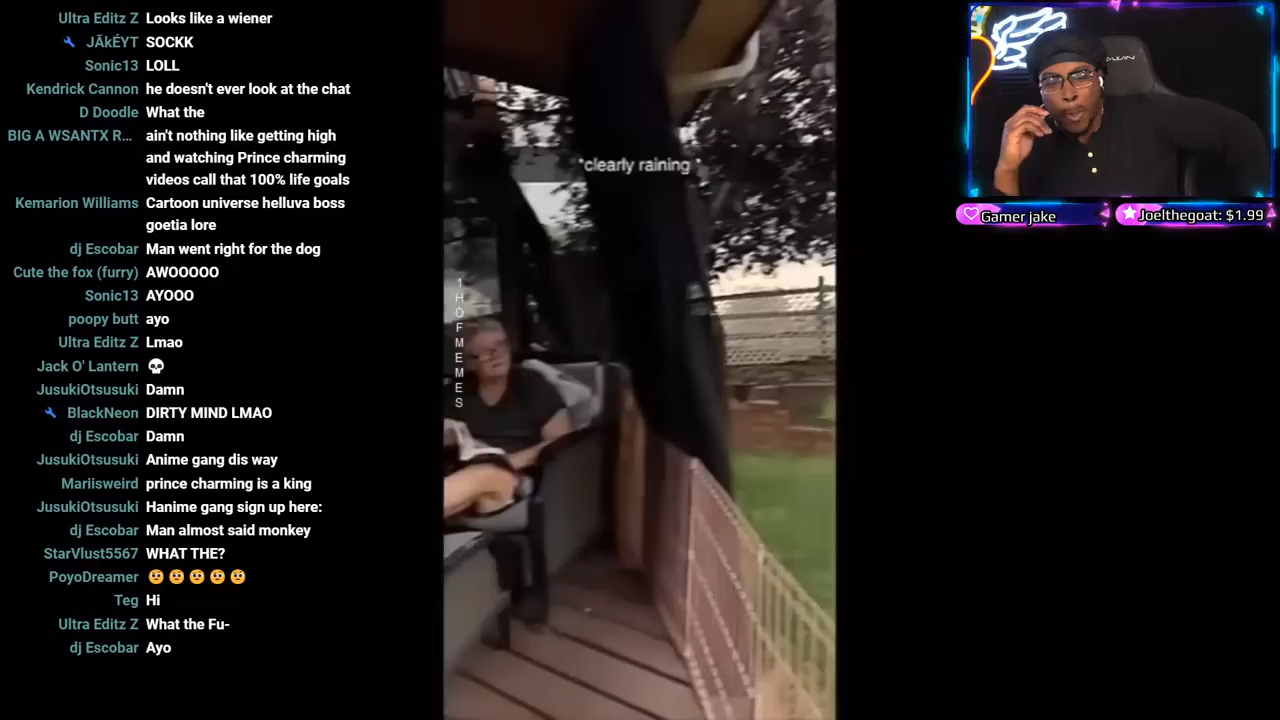 Ultra Editz Z Looks like a wiener
JĀkÉYT SOCKK
Sonic13 LOLL
Kendrick Cannon he doesn't ever look at the chat
D Doodle What the
BIG A WSANTX R... ain't nothing like getting high
and watching Prince charming
videos call that 100% life goals
Kemarion Williams Cartoon universe helluva boss
goetia lore
dj Escobar Man went right for the dog
Cute the fox (furry) AWOOOOO
Sonic13 AYOOO
poopy butt ayo
Ultra Editz Z Lmao
Jack O' Lantern 💀
JusukiOtsusuki Damn
BlackNeon DIRTY MIND LMAO
dj Escobar Damn
JusukiOtsusuki Anime gang dis way
Mariisweird prince charming is a king
JusukiOtsusuki Hanime gang sign up here:
dj Escobar Man almost said monkey
StarVlust5567 WHAT THE?
PoyoDreamer 🤨🤨🤨🤨🤨
Teg Hi
Ultra Editz Z What the Fu-
dj Escobar Ayo
*clearly raining *
1HOFMEMES
Gamer jake
Joelthegoat: $1.99